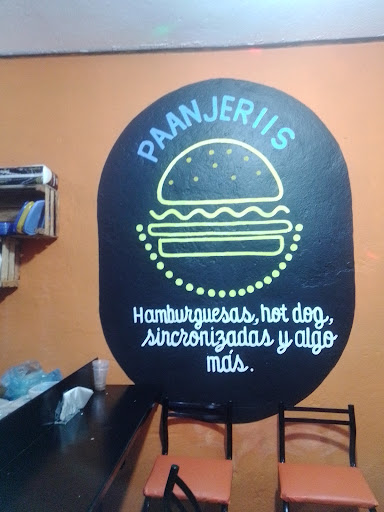 PAANJERIIS
Hamburguesas, hot dog,
sincronizadas y algo
más.